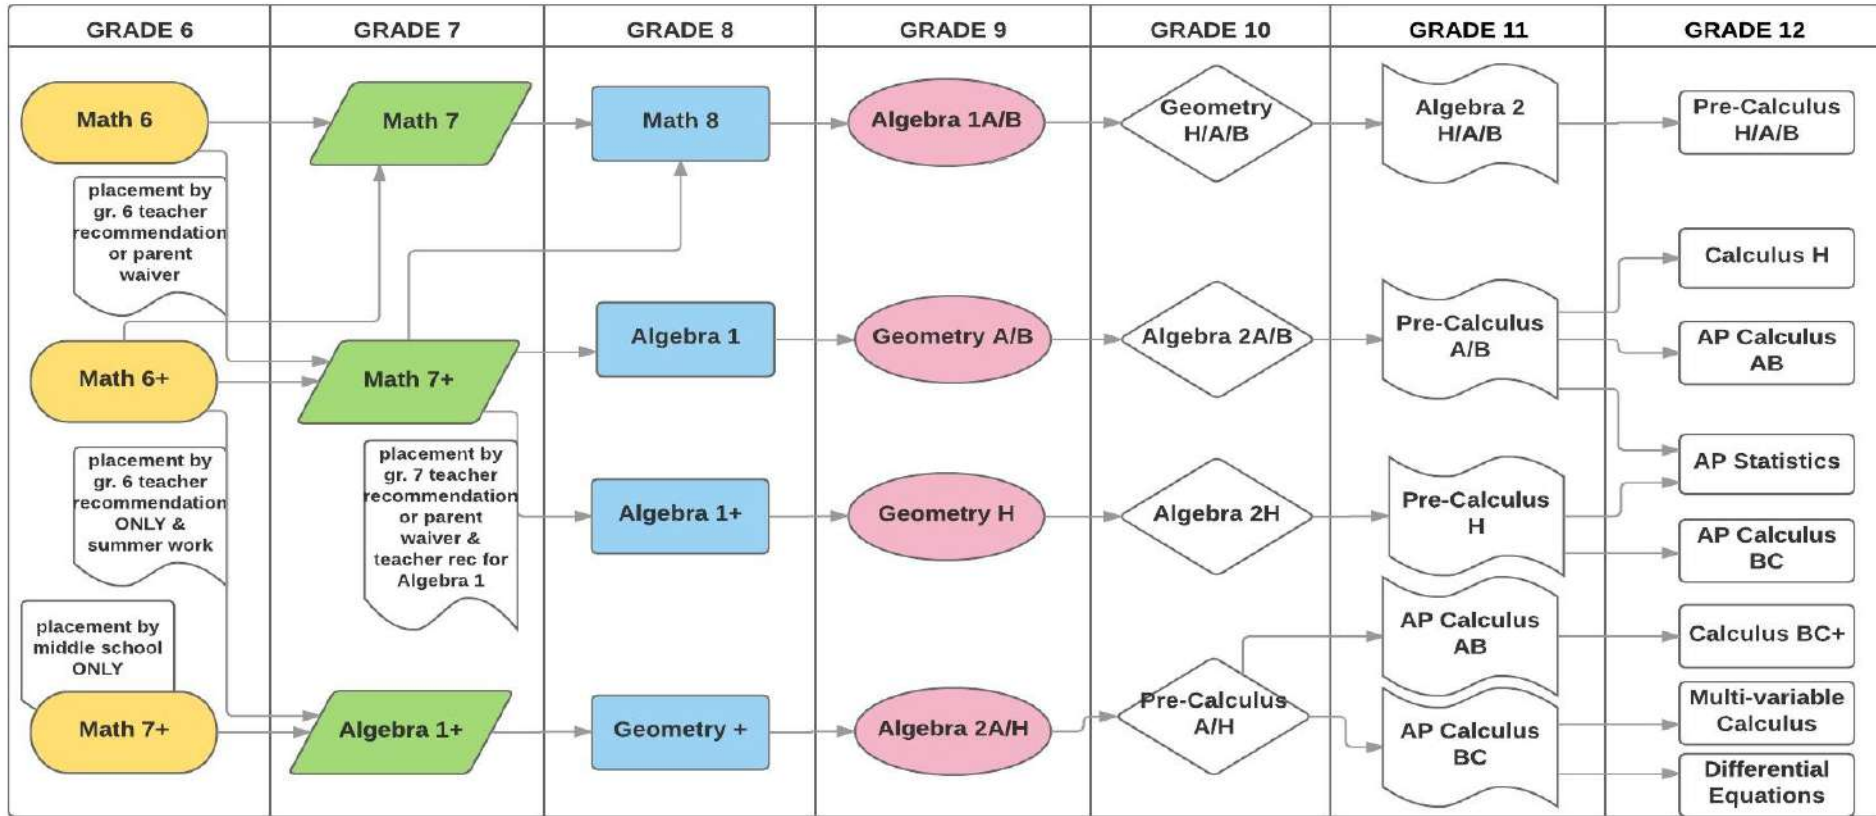 GRADE 6
GRADE 7
GRADE 8
GRADE 9
GRADE 10
GRADE 11
GRADE 12
Math 6
Math 7
Math 8
Algebra 1A/B
Geometry
H/A/B
Algebra 2
H/A/B
Pre-Calculus
H/A/B
placement by
gr. 6 teacher
recommendation
or parent
waiver
Math 6+
Math 7+
Algebra 1
Geometry A/B
Algebra 2A/B
Pre-Calculus
A/B
Calculus H
AP Calculus
AB
AP Statistics
placement by
gr. 6 teacher
recommendation
ONLY &
summer work
placement by
gr. 7 teacher
recommendation
or parent
waiver &
teacher rec for
Algebra 1
Algebra 1+
Geometry H
Algebra 2H
Pre-Calculus
H
AP Calculus
BC
placement by
middle school
ONLY
Math 7+
Algebra 1+
Geometry +
Algebra 2A/H
Pre-Calculus
A/H
AP Calculus
AB
Calculus BC+
AP Calculus
BC
Multi-variable
Calculus
Differential
Equations